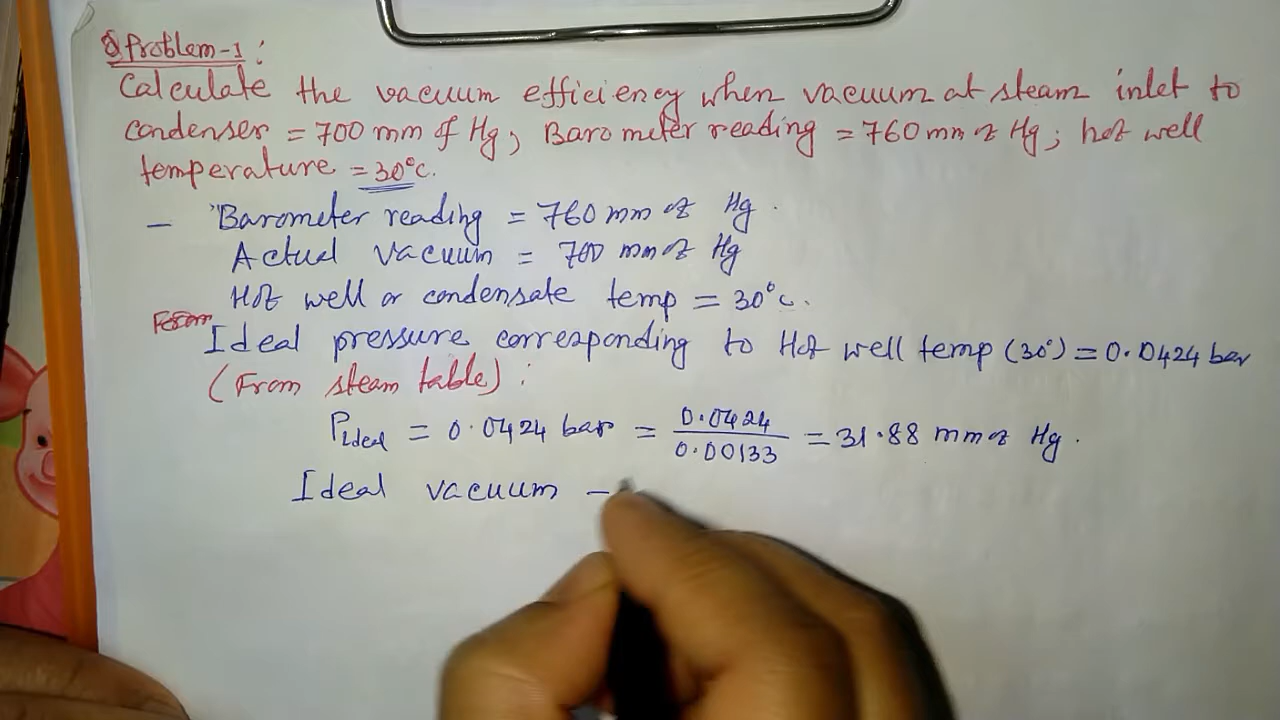 Problem-1:
Calculate the vacuum efficiency when vacuum at steam inlet to
condenser = 700 mm of Hg, Barometer reading = 760 mm of Hg; hot well
temperature = 30°c.
- Barometer reading = 760 mm of Hg.
Actual vacuum = 700 mm of Hg
Hot well or condensate temp = 30°c.
Ideal pressure corresponding to Hot well temp (30°) = 0.0424 bar
(From steam table):
Pideal = 0.0424 bar = 0.0424 / 0.00133 = 31.88 mm of Hg.
Ideal vacuum -